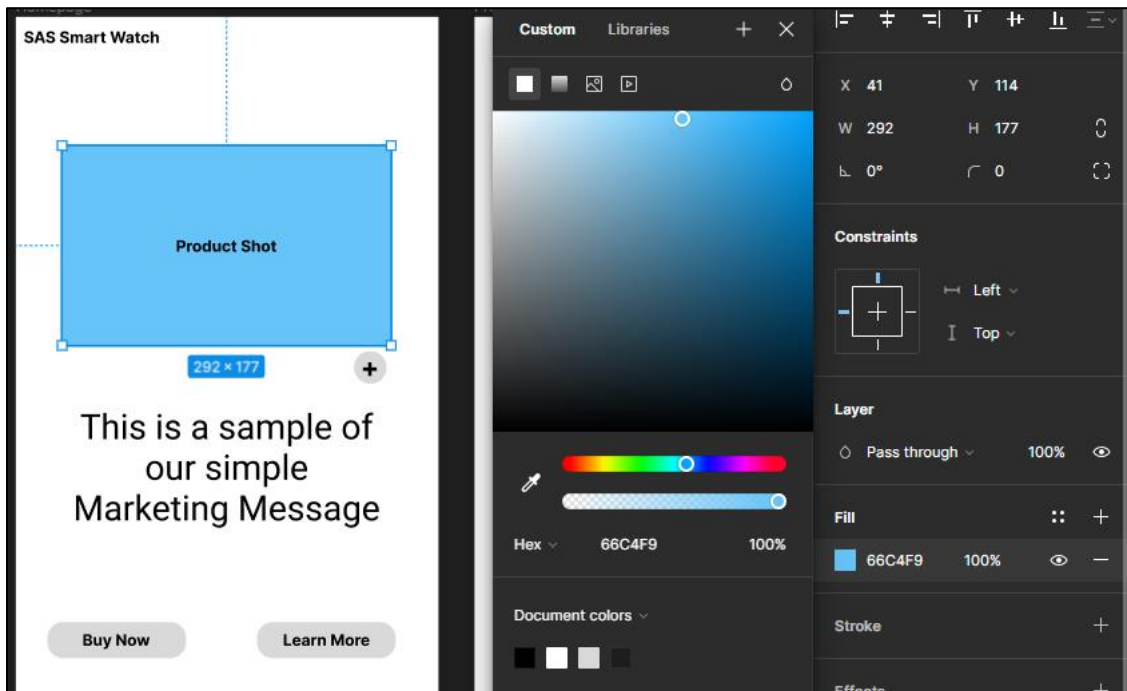 Homepage
SAS Smart Watch
Product Shot
292 × 177
+
This is a sample of
our simple
Marketing Message
Buy Now
Learn More
Custom Libraries
Hex 66C4F9 100%
Document colors
X 41 Y 114
W 292 H 177
0° 0
Constraints
Left
Top
Layer
Pass through 100%
Fill
66C4F9 100%
Stroke
Effects